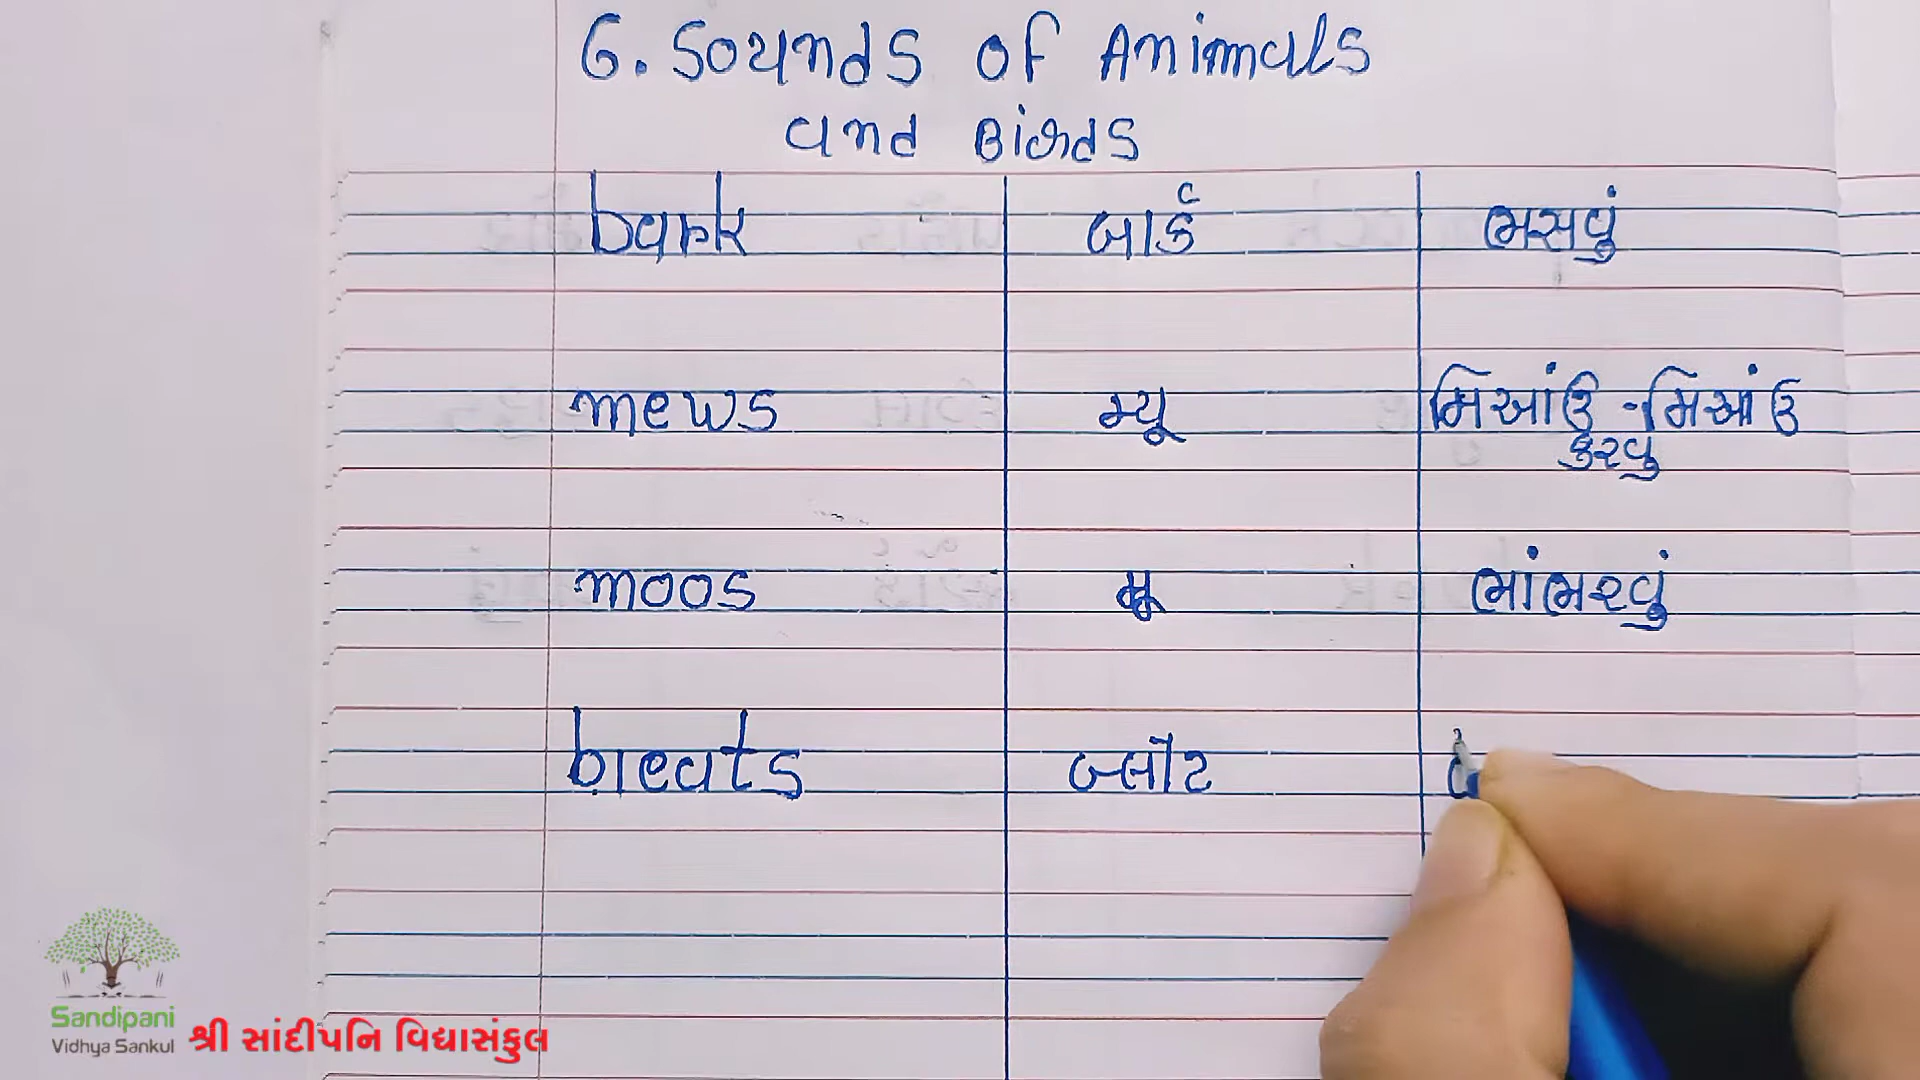 6. Sounds of Animals
and Birds
bark બાર્ક ભસવું
mews મ્યૂ મિઆંઉ - મિઆંઉ
કરવુ
moos મૂ ભાંભરવું
bleats બ્લીટ
Sandipani
Vidhya Sankul
શ્રી સાંદીપનિ વિદ્યાસંકુલ